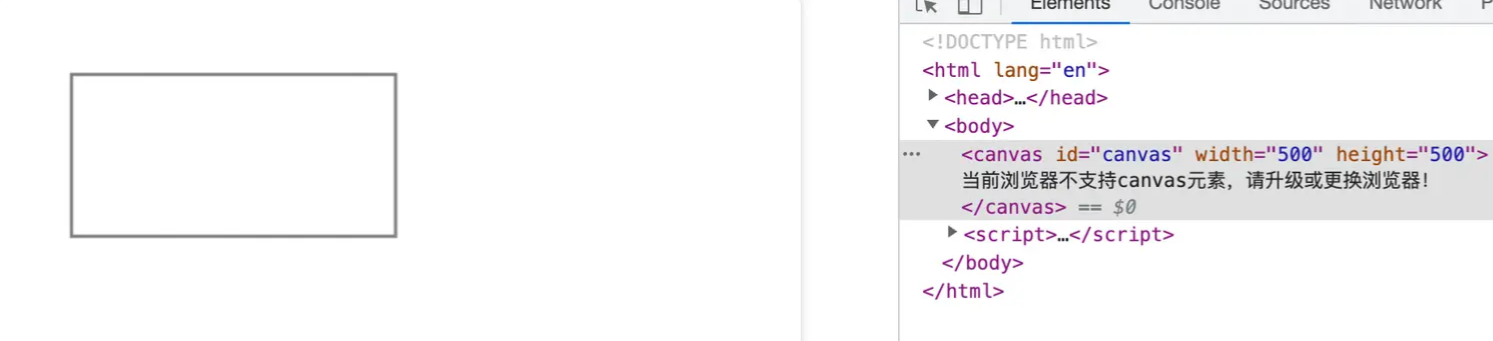 Elements Console Sources Network P
<!DOCTYPE html>
<html lang="en">
<head>…</head>
<body>
<canvas id="canvas" width="500" height="500">
当前浏览器不支持canvas元素，请升级或更换浏览器！
</canvas> == $0
<script>…</script>
</body>
</html>